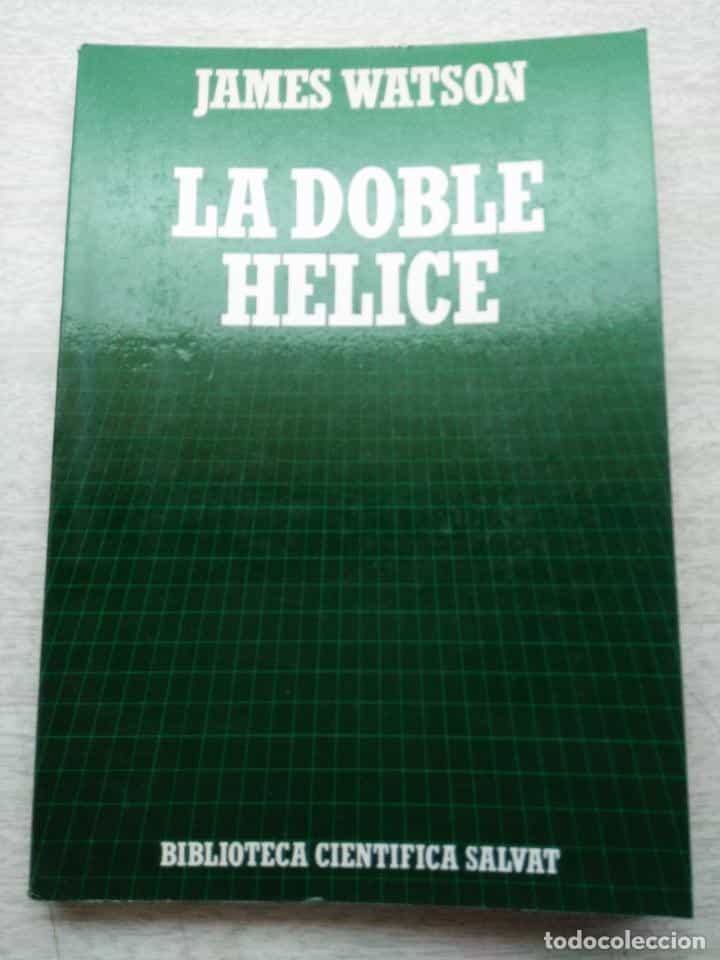 JAMES WATSON
LA DOBLE
HELICE
BIBLIOTECA CIENTIFICA SALVAT
todocoleccion